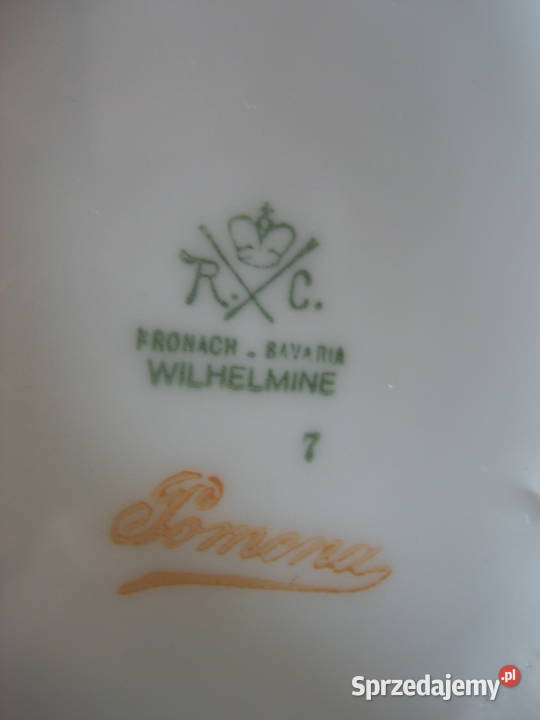 R. C.
KRONACH - BAVARIA
WILHELMINE
7
Pomona
Sprzedajemy.pl